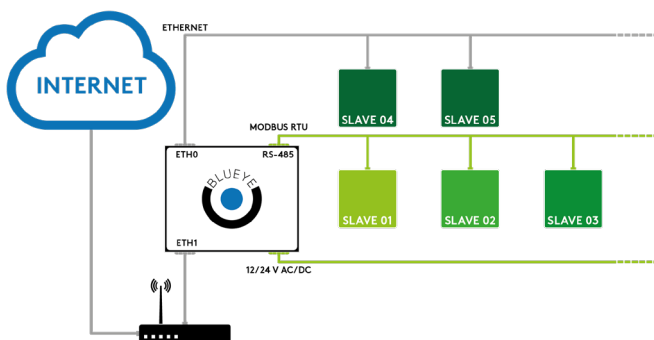 ETHERNET
INTERNET
SLAVE 04
SLAVE 05
MODBUS RTU
ETH0
RS-485
BLUEYE
SLAVE 01
SLAVE 02
SLAVE 03
ETH1
12/24 V AC/DC